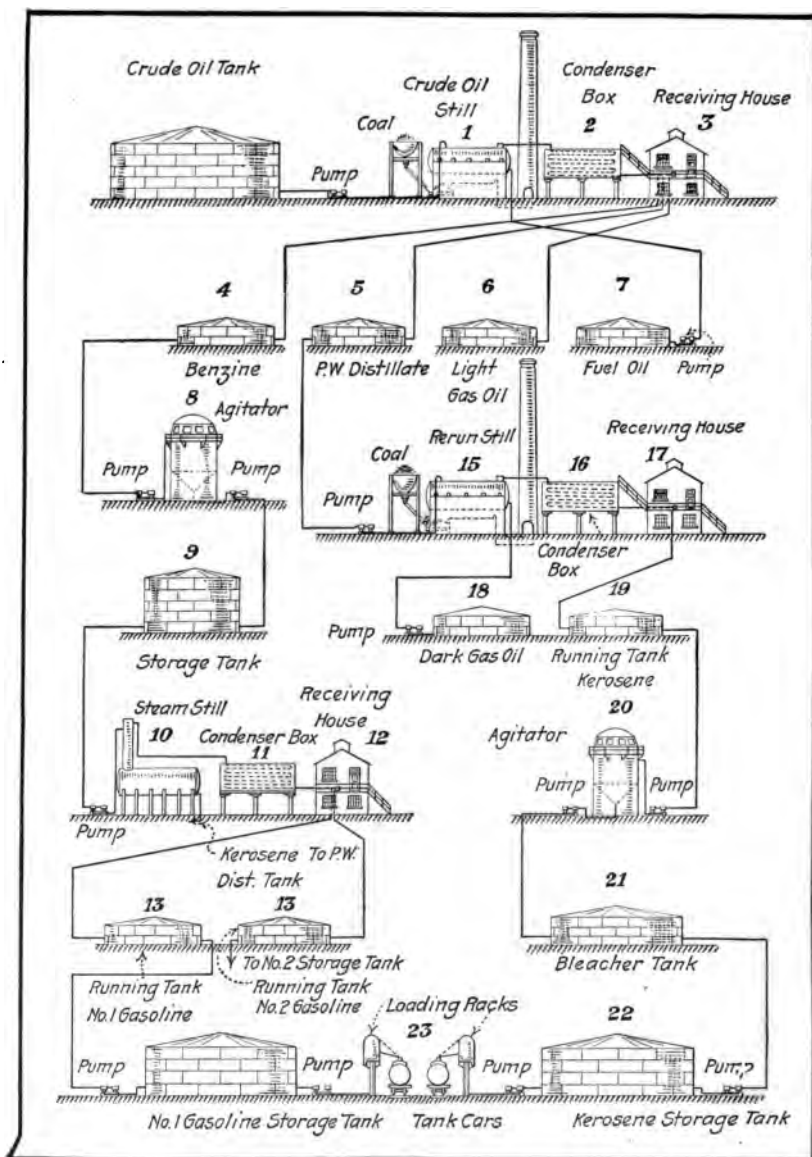 Crude Oil Tank
Crude Oil
Still
1
Condenser
Box
2
Receiving House
3
Coal
Pump
4
5
6
7
Benzine
P.W. Distillate
Light
Gas Oil
Fuel Oil
Pump
8
Agitator
Pump
Pump
Rerun Still
15
16
Receiving House
17
Coal
Pump
Condenser
Box
9
Storage Tank
18
19
Pump
Dark Gas Oil
Running Tank
Kerosene
Steam Still
10
Condenser Box
11
Receiving
House
12
20
Agitator
Pump
Pump
Pump
Kerosene To P.W.
Dist. Tank
13
13
21
To No. 2 Storage Tank
Running Tank
No. 1 Gasoline
Running Tank
No. 2 Gasoline
Bleacher Tank
Loading Racks
23
22
Pump
Pump
Pump
Pump
No. 1 Gasoline Storage Tank
Tank Cars
Kerosene Storage Tank